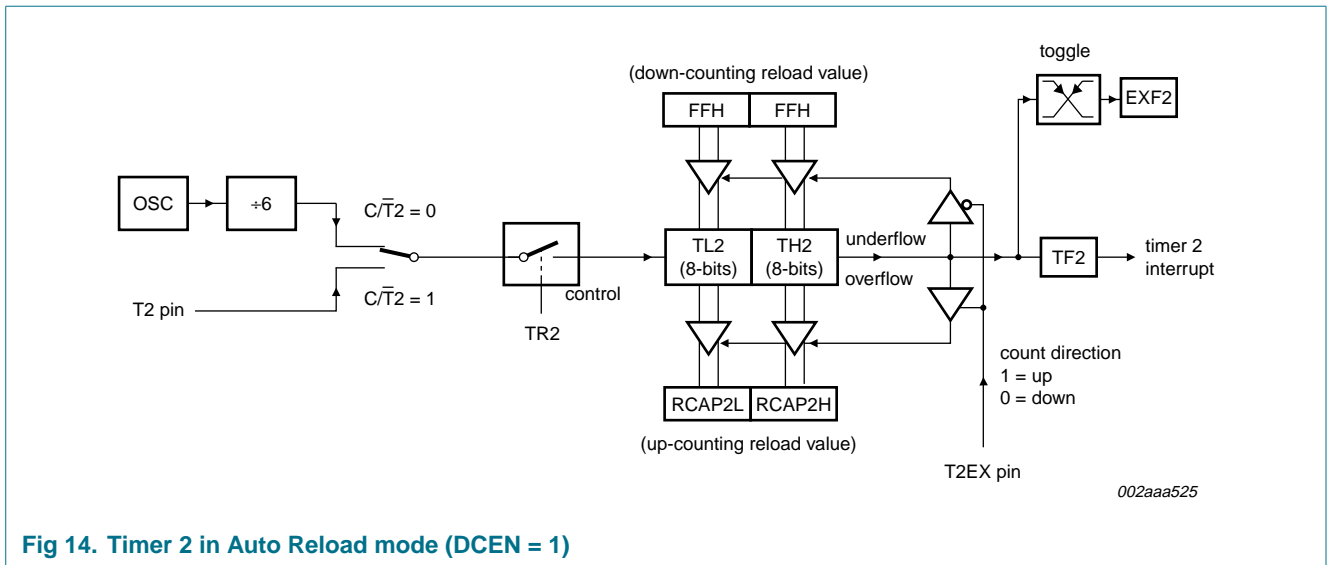 toggle
(down-counting reload value)
FFH FFH EXF2
OSC ÷6 C/T̅2 = 0
TL2 (8-bits) TH2 (8-bits) underflow overflow TF2 timer 2 interrupt
T2 pin C/T̅2 = 1 control
TR2
count direction
1 = up
0 = down
RCAP2L RCAP2H
(up-counting reload value)
T2EX pin
002aaa525
Fig 14. Timer 2 in Auto Reload mode (DCEN = 1)